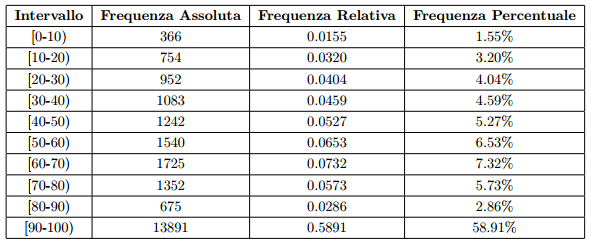 Intervallo Frequenza Assoluta Frequenza Relativa Frequenza Percentuale
[0-10) 366 0.0155 1.55%
[10-20) 754 0.0320 3.20%
[20-30) 952 0.0404 4.04%
[30-40) 1083 0.0459 4.59%
[40-50) 1242 0.0527 5.27%
[50-60) 1540 0.0653 6.53%
[60-70) 1725 0.0732 7.32%
[70-80) 1352 0.0573 5.73%
[80-90) 675 0.0286 2.86%
[90-100) 13891 0.5891 58.91%